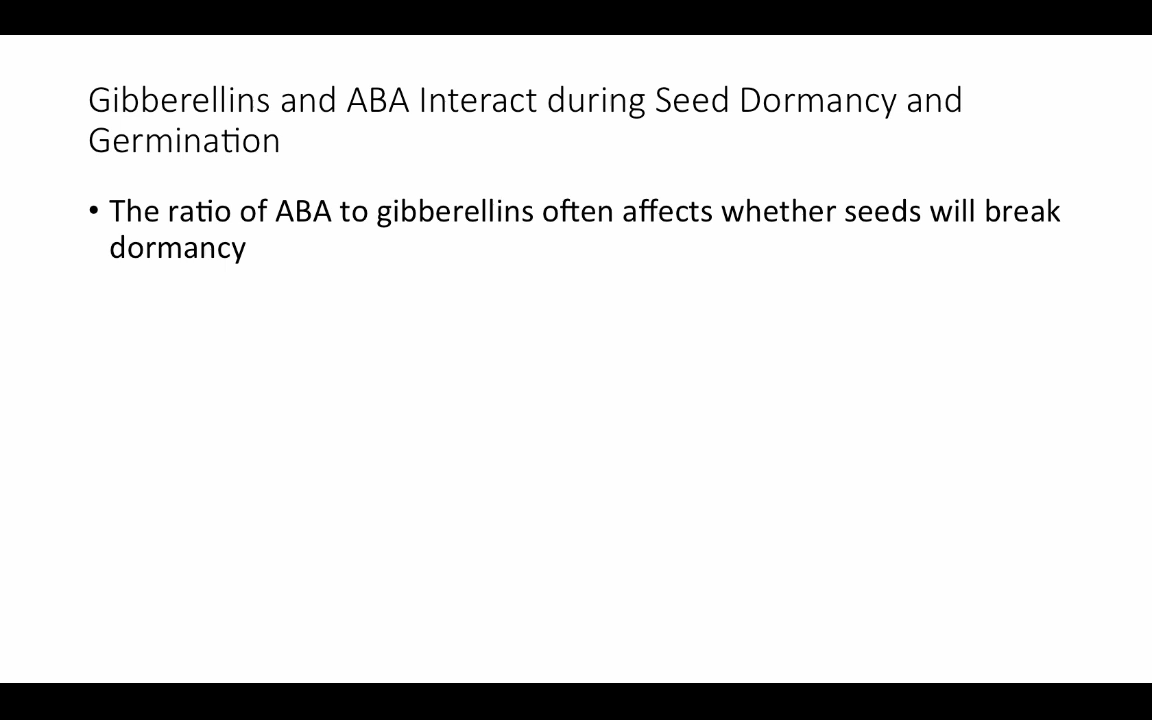 Gibberellins and ABA Interact during Seed Dormancy and
Germination
• The ratio of ABA to gibberellins often affects whether seeds will break
dormancy